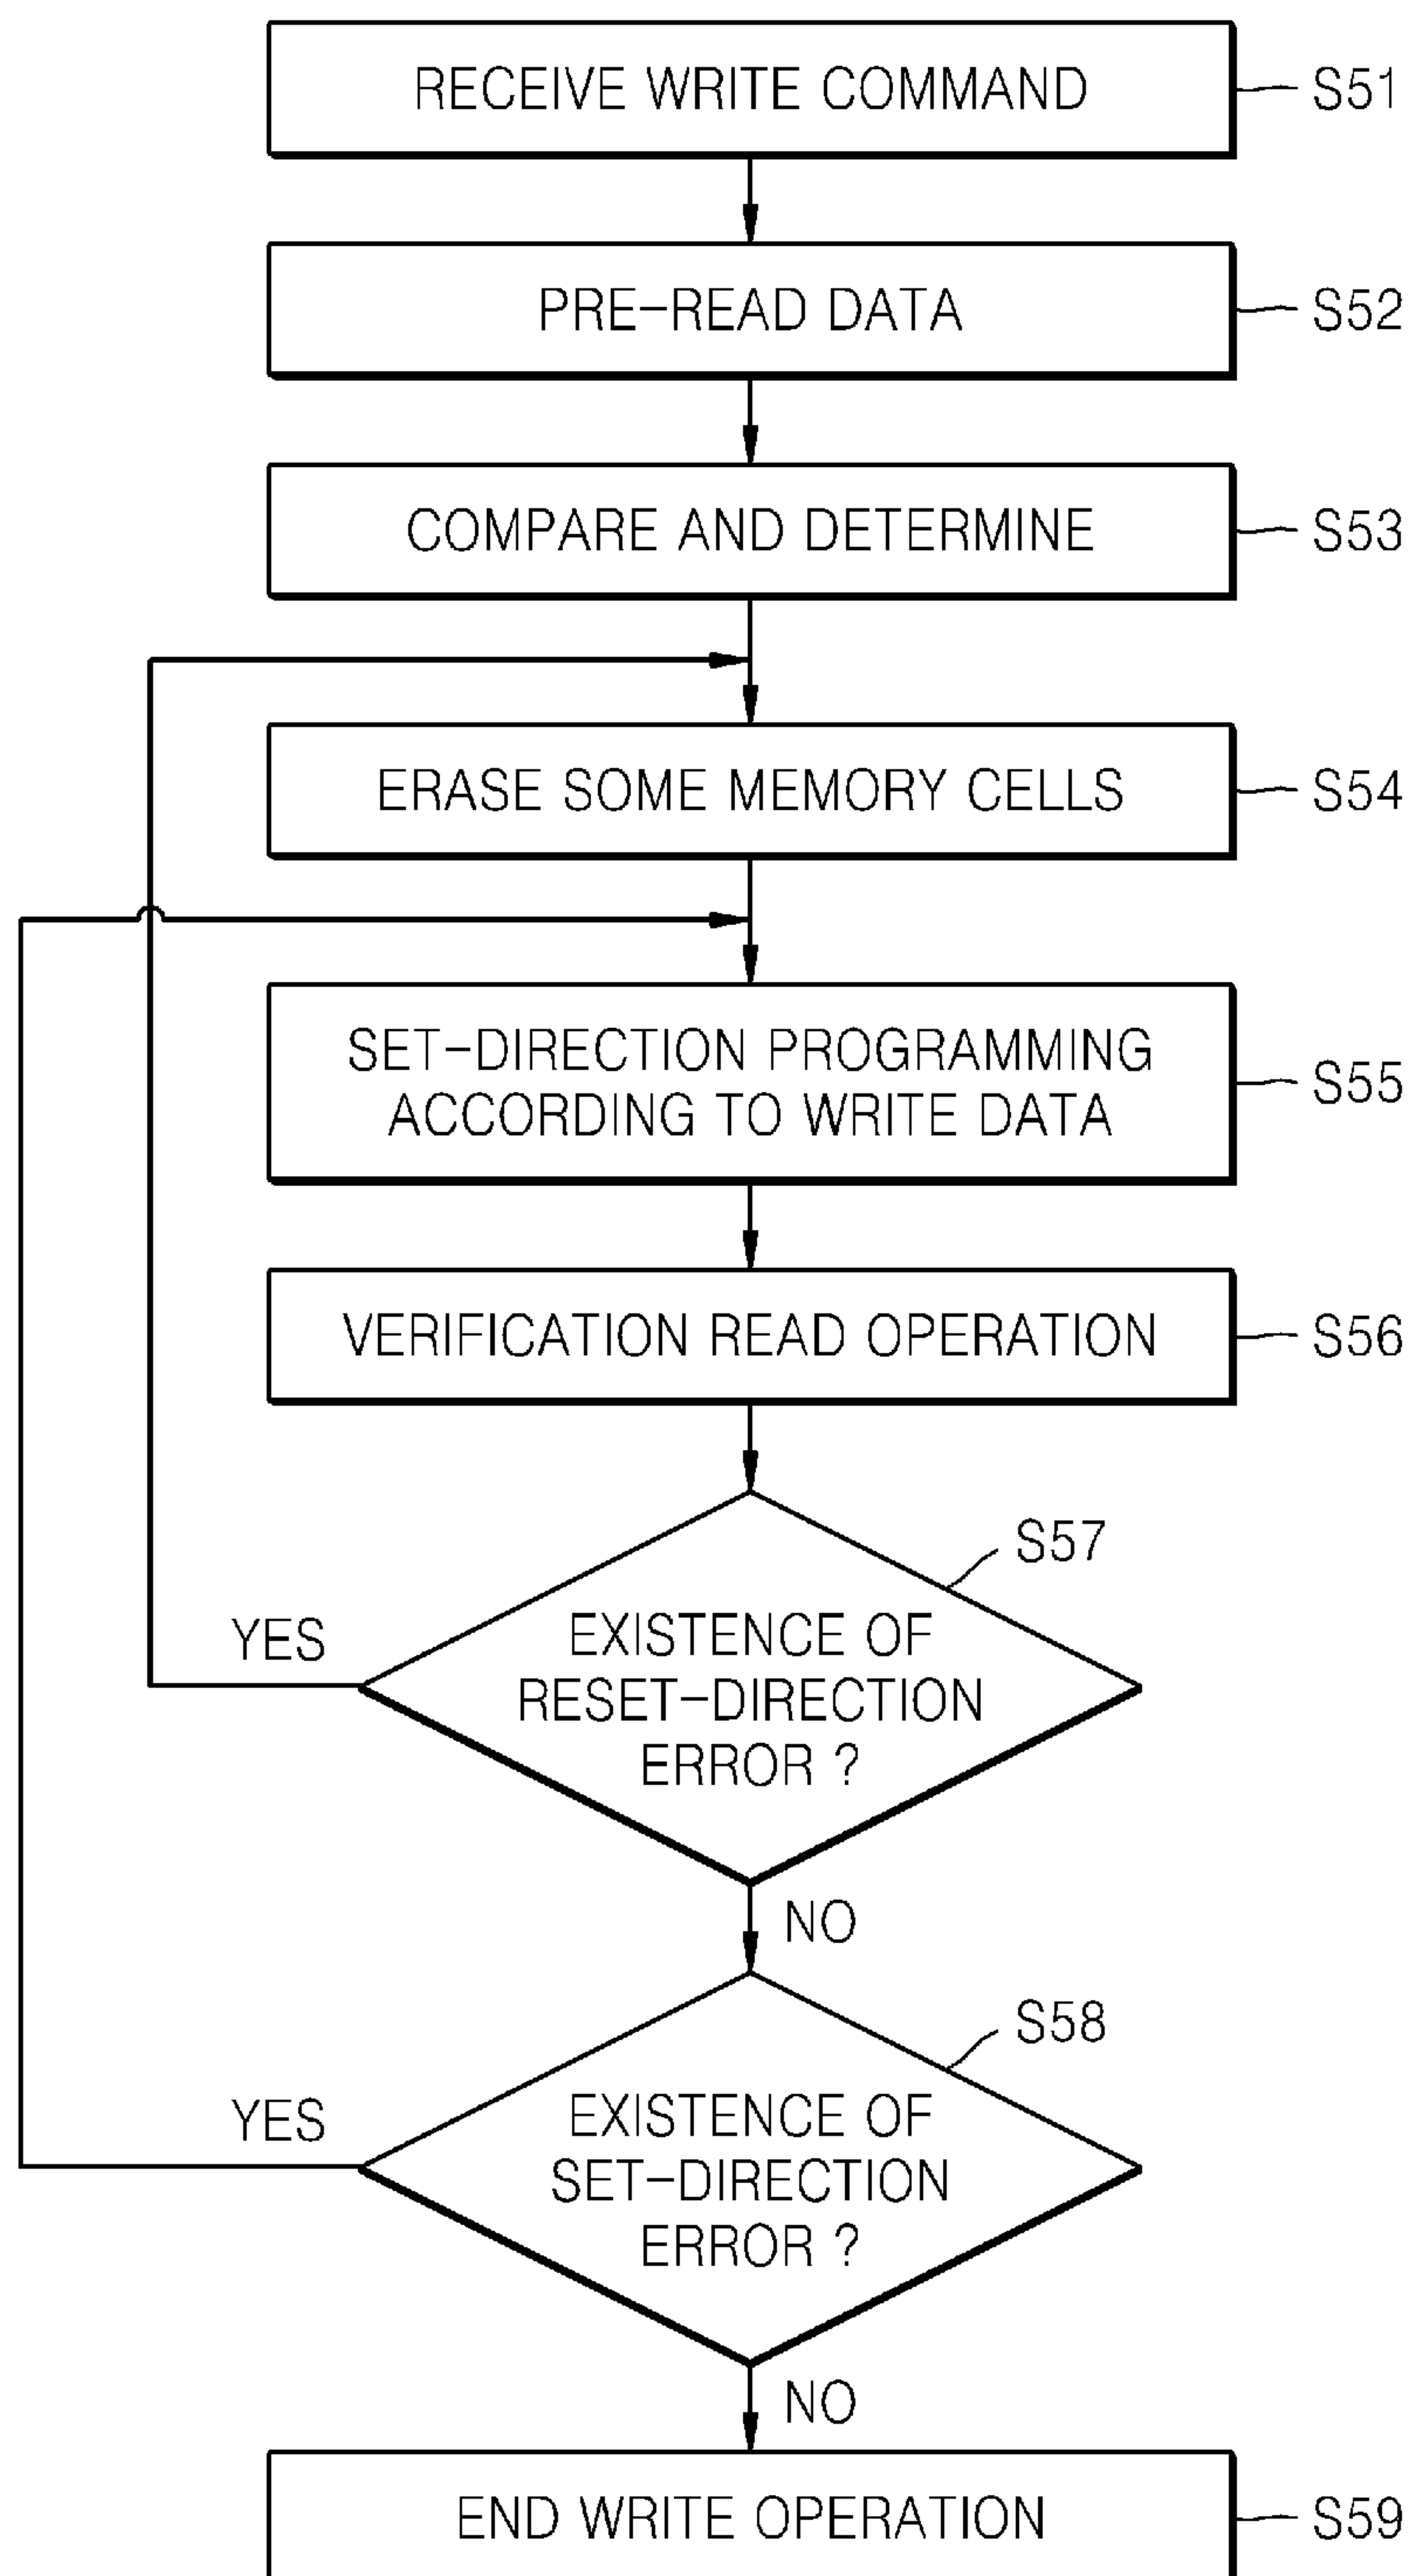 RECEIVE WRITE COMMAND
S51
PRE-READ DATA
S52
COMPARE AND DETERMINE
S53
ERASE SOME MEMORY CELLS
S54
SET-DIRECTION PROGRAMMING
ACCORDING TO WRITE DATA
S55
VERIFICATION READ OPERATION
S56
S57
YES
EXISTENCE OF
RESET-DIRECTION
ERROR ?
NO
S58
YES
EXISTENCE OF
SET-DIRECTION
ERROR ?
NO
END WRITE OPERATION
S59